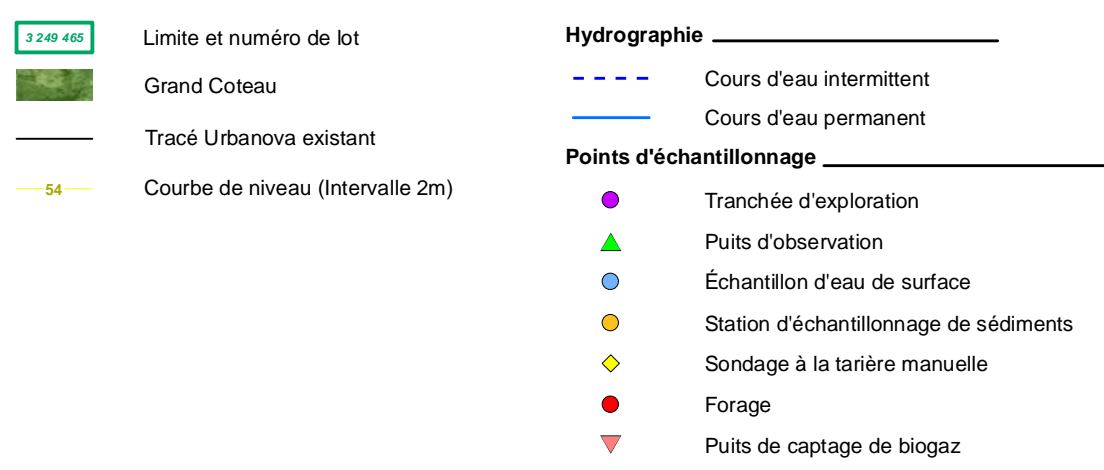 3 249 465 Limite et numéro de lot
Grand Coteau
Tracé Urbanova existant
54 Courbe de niveau (Intervalle 2m)
Hydrographie
Cours d'eau intermittent
Cours d'eau permanent
Points d'échantillonnage
Tranchée d'exploration
Puits d'observation
Échantillon d'eau de surface
Station d'échantillonnage de sédiments
Sondage à la tarière manuelle
Forage
Puits de captage de biogaz